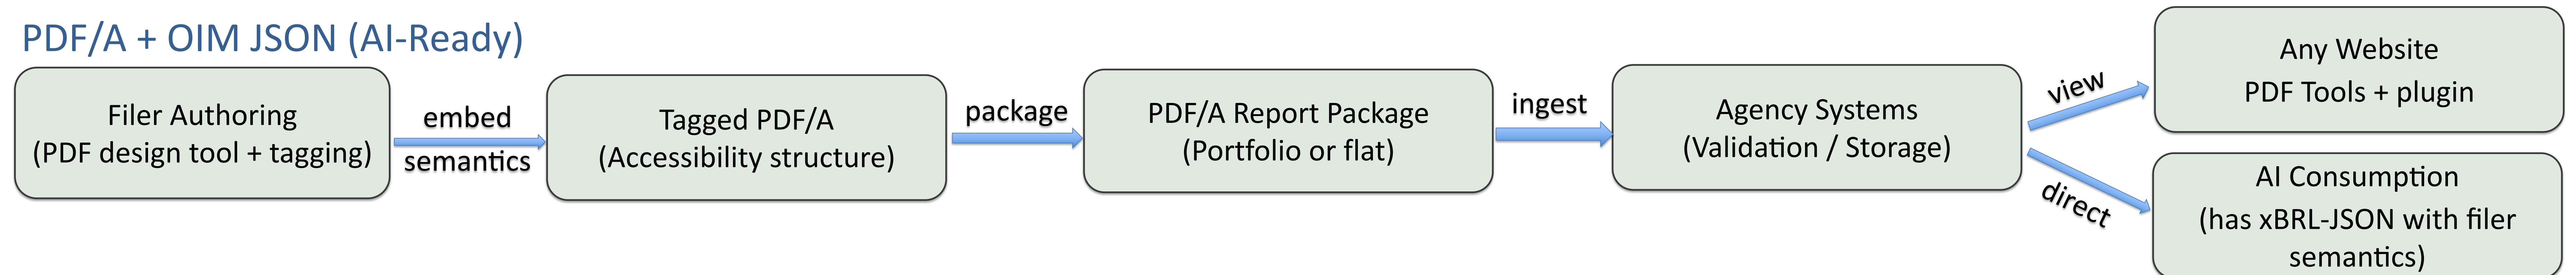 PDF/A + OIM JSON (AI-Ready)
Filer Authoring
(PDF design tool + tagging)
embed
semantics
Tagged PDF/A
(Accessibility structure)
package
PDF/A Report Package
(Portfolio or flat)
ingest
Agency Systems
(Validation / Storage)
view
Any Website
PDF Tools + plugin
direct
AI Consumption
(has xBRL-JSON with filer
semantics)